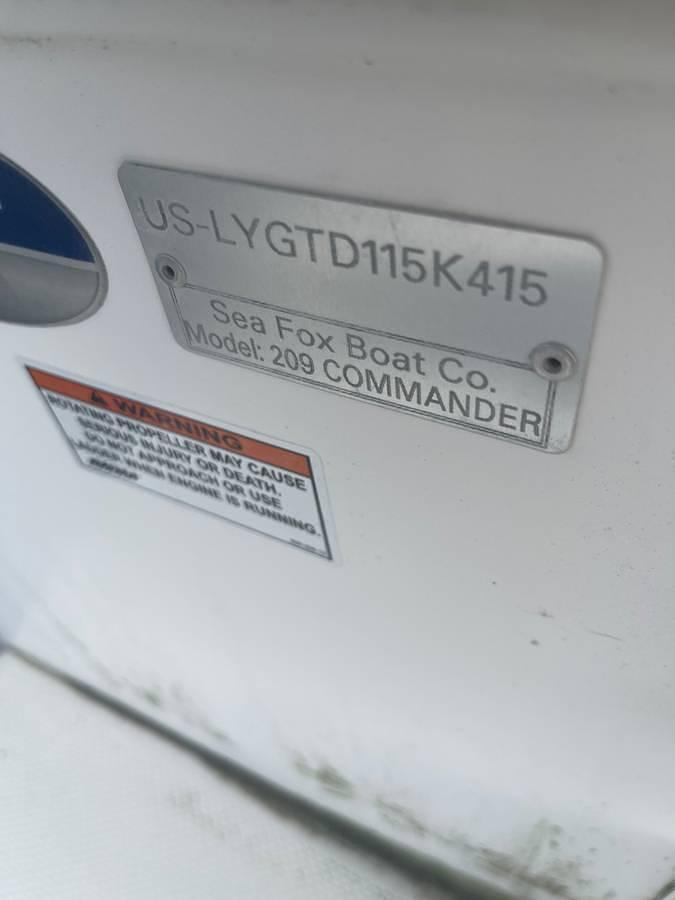 US-LYGTD115K415
Sea Fox Boat Co.
Model: 209 COMMANDER
WARNING
ROTATING PROPELLER MAY CAUSE
SERIOUS INJURY OR DEATH.
DO NOT APPROACH OR USE
LADDER WHEN ENGINE IS RUNNING.